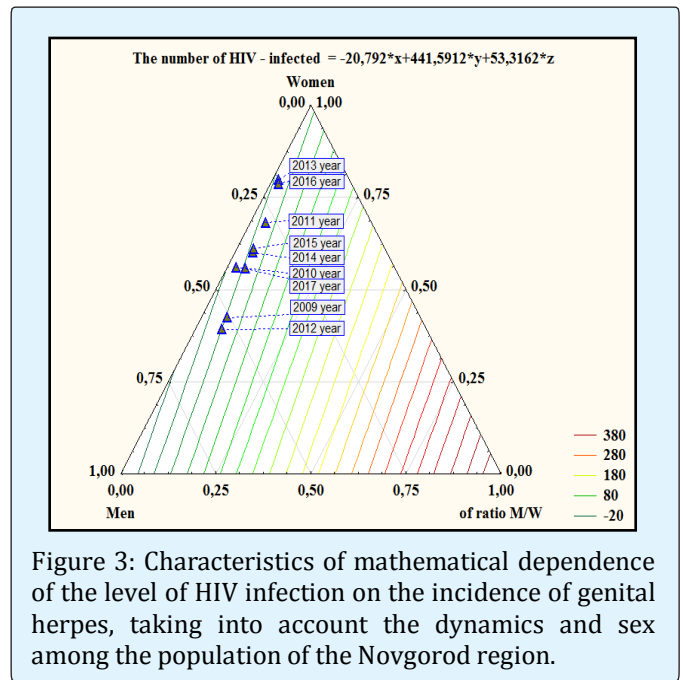 The number of HIV - infected = -20,792*x+441,5912*y+53,3162*z
Women
0,00 1,00
2013 year
2016 year
0,25 0,75
2011 year
2015 year
2014 year
2010 year
2017 year
0,50 0,50
2009 year
2012 year
0,75 0,25
380
280
180
80
-20
1,00 0,00
0,00 0,25 0,50 0,75 1,00
Men of ratio M/W
Figure 3: Characteristics of mathematical dependence
of the level of HIV infection on the incidence of genital
herpes, taking into account the dynamics and sex
among the population of the Novgorod region.